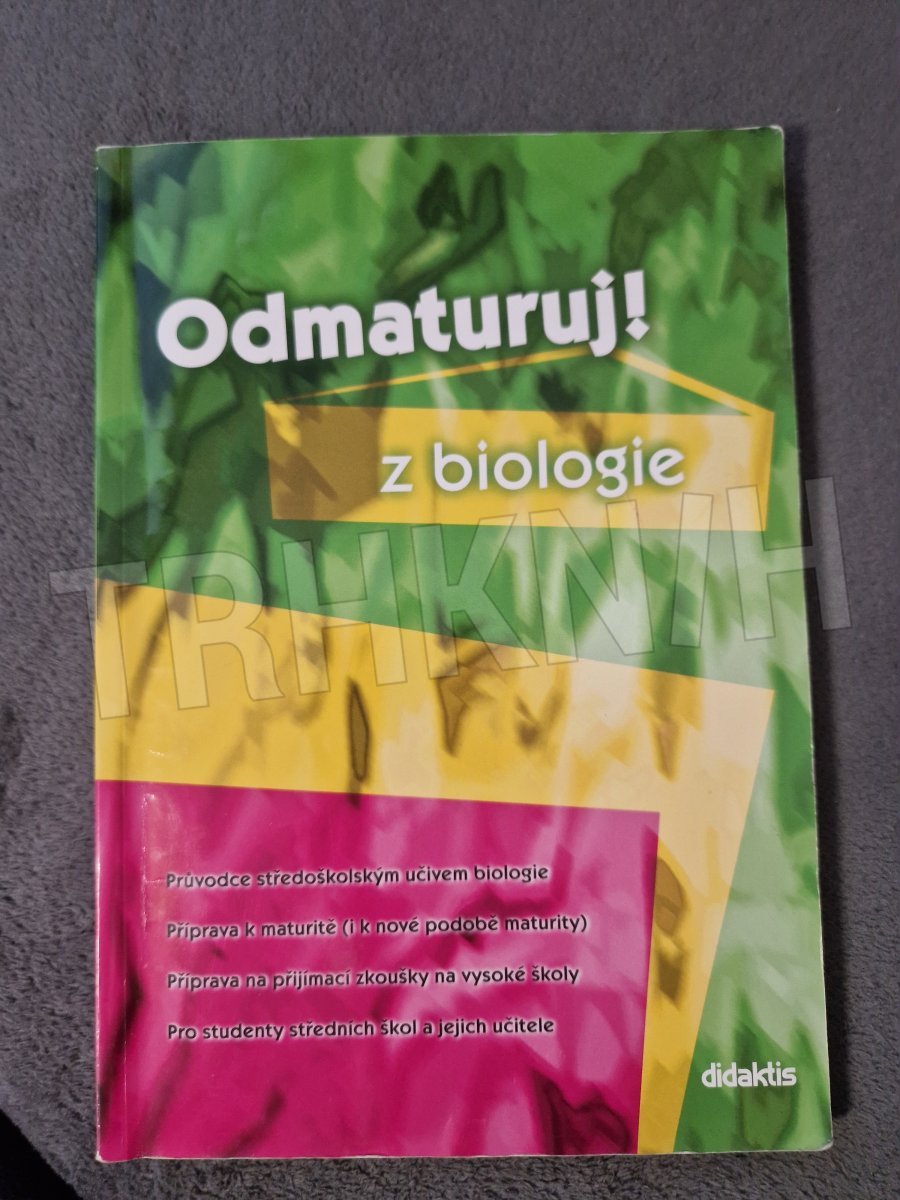 Odmaturuj!
z biologie
TRHKNIH
Průvodce středoškolským učivem biologie
Příprava k maturitě (i k nové podobě maturity)
Příprava na přijímací zkoušky na vysoké školy
Pro studenty středních škol a jejich učitele
didaktis